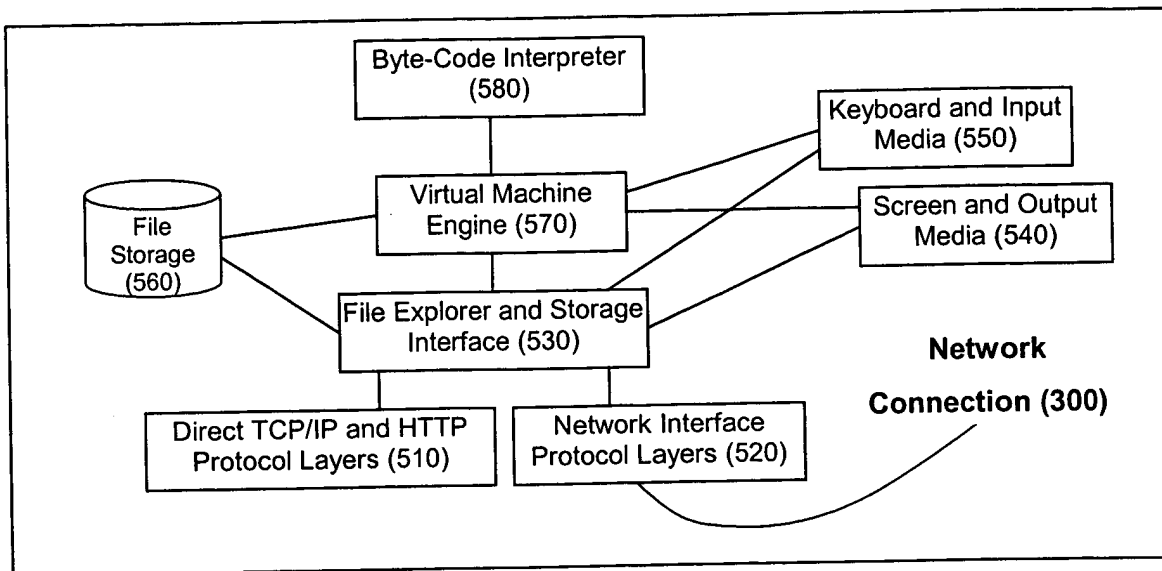 Byte-Code Interpreter
(580)
Keyboard and Input
Media (550)
Virtual Machine
Engine (570)
File
Storage
(560)
Screen and Output
Media (540)
File Explorer and Storage
Interface (530)
Network
Connection (300)
Direct TCP/IP and HTTP
Protocol Layers (510)
Network Interface
Protocol Layers (520)